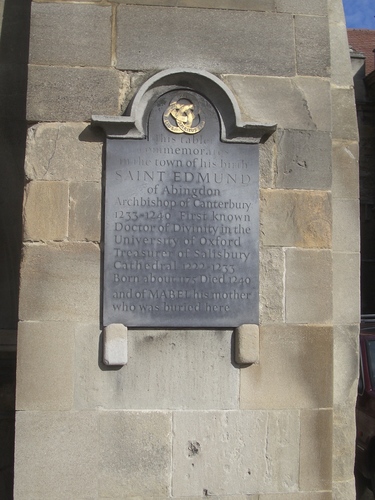 This tablet
commemorates
in the town of his birth
SAINT EDMUND
of Abingdon
Archbishop of Canterbury
1233-1240 First known
Doctor of Divinity in the
University of Oxford
Treasurer of Salisbury
Cathedral 1222-1233
Born about 1175 Died 1240
and of MABEL his mother
who was buried here